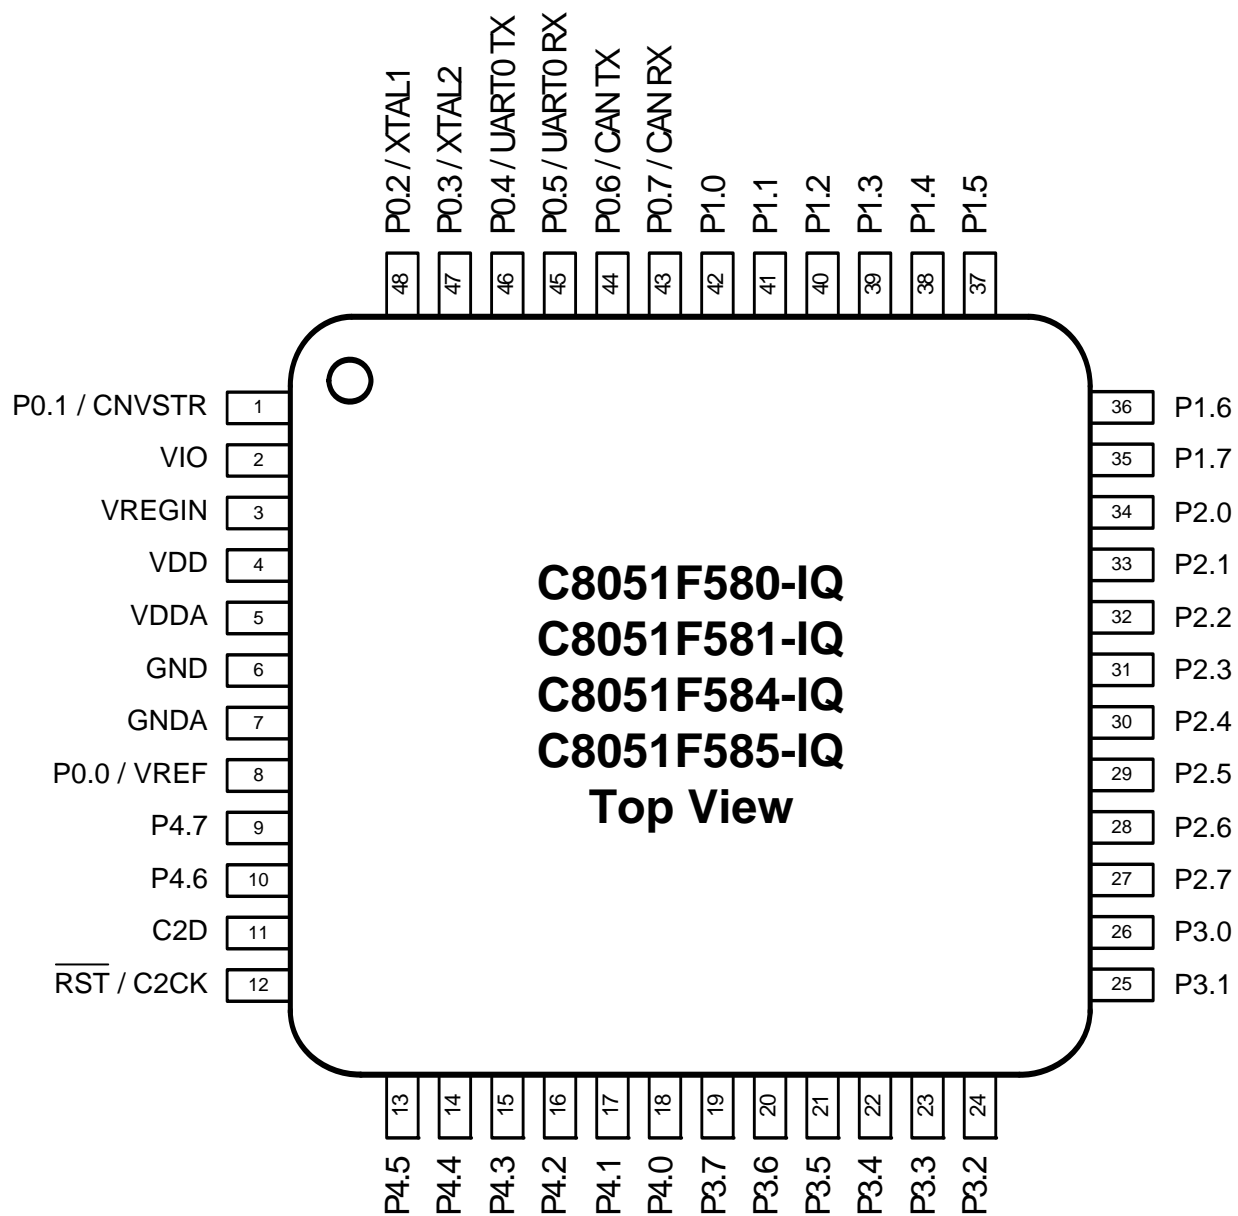 P0.2 / XTAL1
P0.3 / XTAL2
P0.4 / UART0 TX
P0.5 / UART0 RX
P0.6 / CAN TX
P0.7 / CAN RX
P1.0
P1.1
P1.2
P1.3
P1.4
P1.5
48
47
46
45
44
43
42
41
40
39
38
37
P0.1 / CNVSTR 1
VIO 2
VREGIN 3
VDD 4
VDDA 5
GND 6
GNDA 7
P0.0 / VREF 8
P4.7 9
P4.6 10
C2D 11
RST / C2CK 12
C8051F580-IQ
C8051F581-IQ
C8051F584-IQ
C8051F585-IQ
Top View
36 P1.6
35 P1.7
34 P2.0
33 P2.1
32 P2.2
31 P2.3
30 P2.4
29 P2.5
28 P2.6
27 P2.7
26 P3.0
25 P3.1
13
14
15
16
17
18
19
20
21
22
23
24
P4.5
P4.4
P4.3
P4.2
P4.1
P4.0
P3.7
P3.6
P3.5
P3.4
P3.3
P3.2